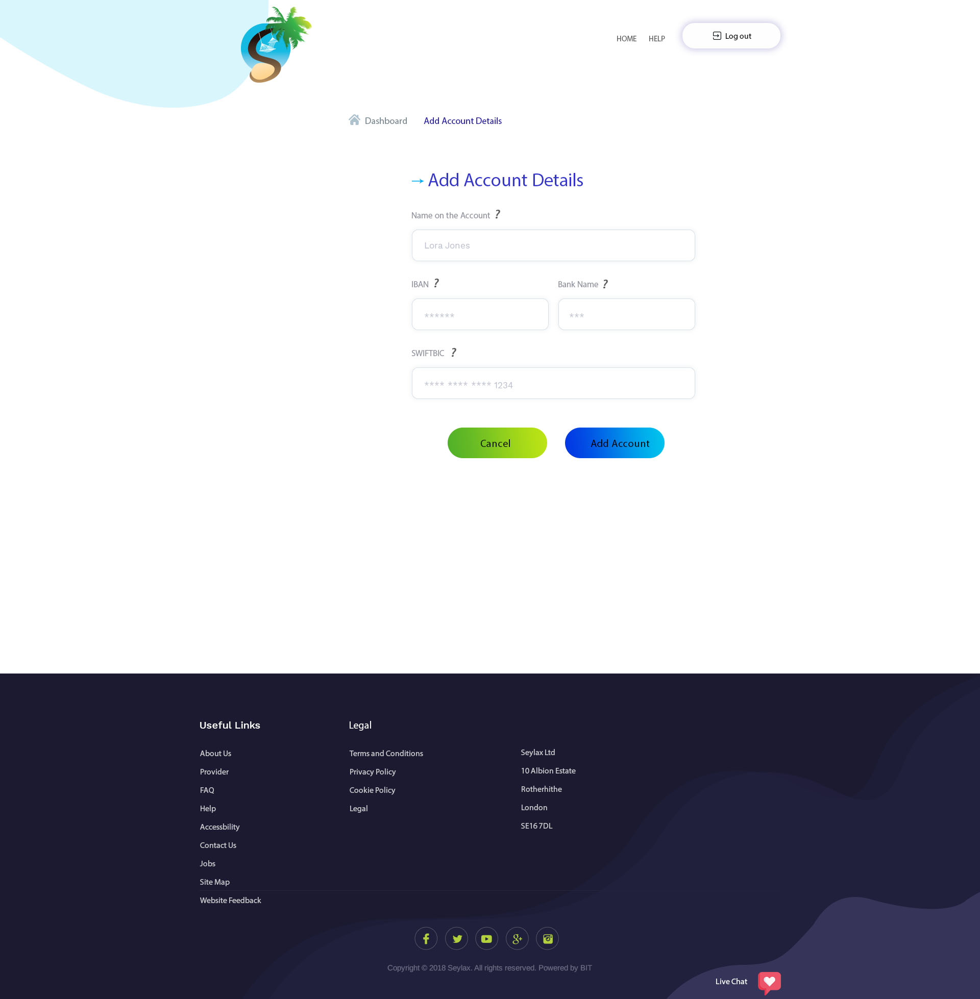 HOME HELP Log out
Dashboard Add Account Details
Add Account Details
Name on the Account ?
Lora Jones
IBAN ? Bank Name ?
****** ***
SWIFTBIC ?
**** **** **** 1234
Cancel Add Account
Useful Links
About Us
Provider
FAQ
Help
Accessbility
Contact Us
Jobs
Site Map
Website Feedback
Legal
Terms and Conditions
Privacy Policy
Cookie Policy
Legal
Seylax Ltd
10 Albion Estate
Rotherhithe
London
SE16 7DL
Copyright © 2018 Seylax. All rights reserved. Powered by BIT
Live Chat